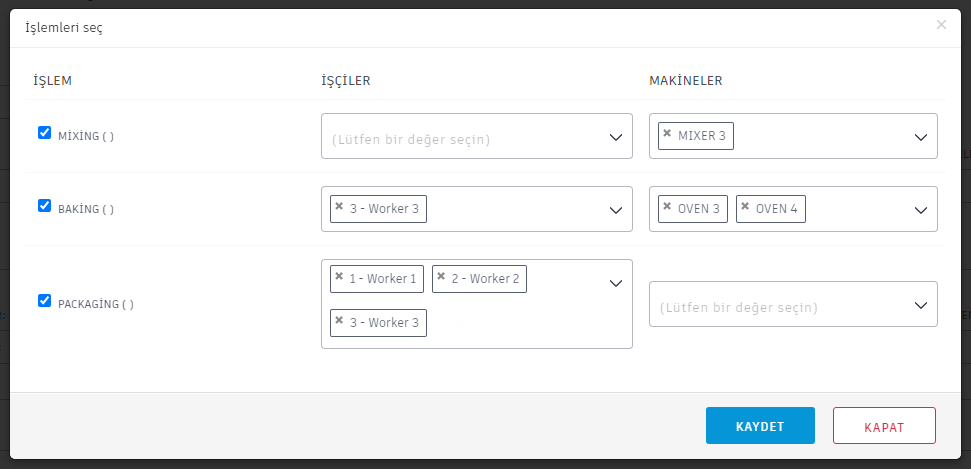 İşlemleri seç
×
İŞLEM İŞÇİLER MAKİNELER
MİXİNG ( ) (Lütfen bir değer seçin) × MIXER 3
BAKİNG ( ) × 3 - Worker 3 × OVEN 3 × OVEN 4
× 1 - Worker 1 × 2 - Worker 2
PACKAGİNG ( ) (Lütfen bir değer seçin)
× 3 - Worker 3
KAYDET KAPAT